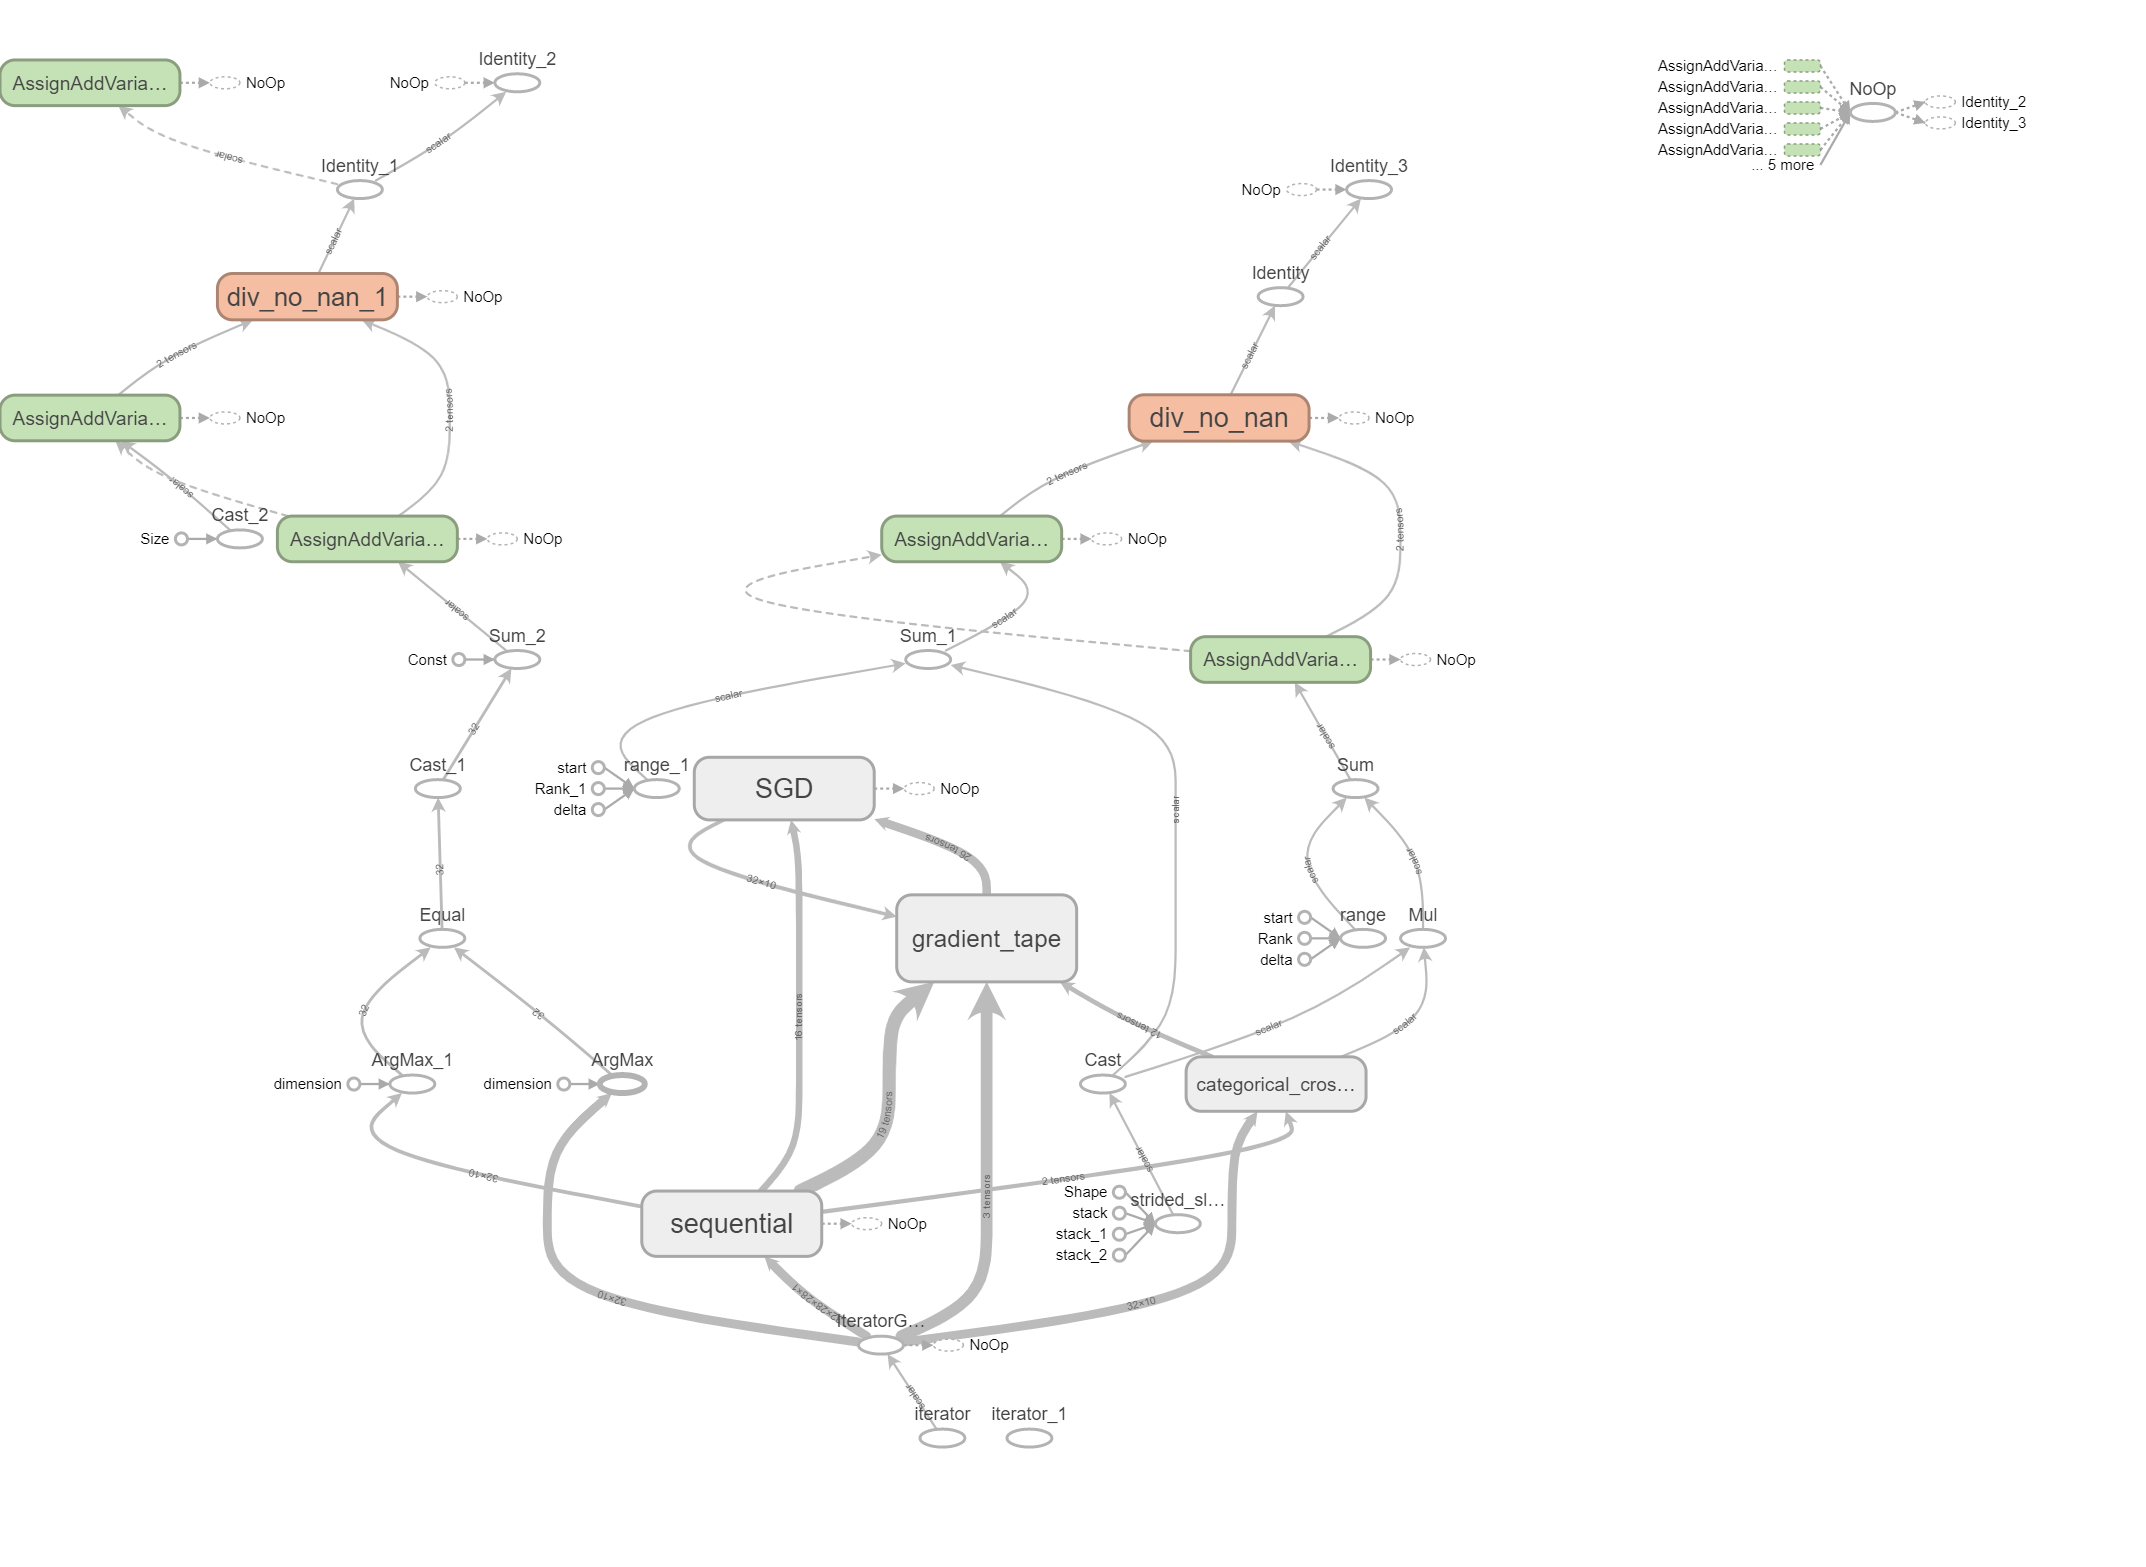 Identity_2
AssignAddVaria...
NoOp
NoOp
scalar
scalar
Identity_1
scalar
div_no_nan_1
NoOp
2 tensors
2 tensors
AssignAddVaria...
NoOp
scalar
Cast_2
Size
AssignAddVaria...
NoOp
scalar
Sum_2
Const
32
Cast_1
32
Equal
32
32
ArgMax_1
dimension
ArgMax
dimension
32×10
32×10
Identity_3
NoOp
scalar
Identity
scalar
div_no_nan
NoOp
2 tensors
2 tensors
AssignAddVaria...
NoOp
scalar
Sum_1
AssignAddVaria...
NoOp
scalar
scalar
range_1
start
Rank_1
delta
SGD
NoOp
26 tensors
32×10
gradient_tape
scalar
Sum
scalar
scalar
range
Mul
start
Rank
delta
16 tensors
12 tensors
scalar
scalar
Cast
categorical_cros...
19 tensors
scalar
3 tensors
2 tensors
Shape
strided_sl...
stack
stack_1
stack_2
sequential
NoOp
32×28×28×1
32×10
IteratorG...
NoOp
scalar
iterator
iterator_1
AssignAddVaria...
AssignAddVaria...
AssignAddVaria...
AssignAddVaria...
AssignAddVaria...
... 5 more
NoOp
Identity_2
Identity_3